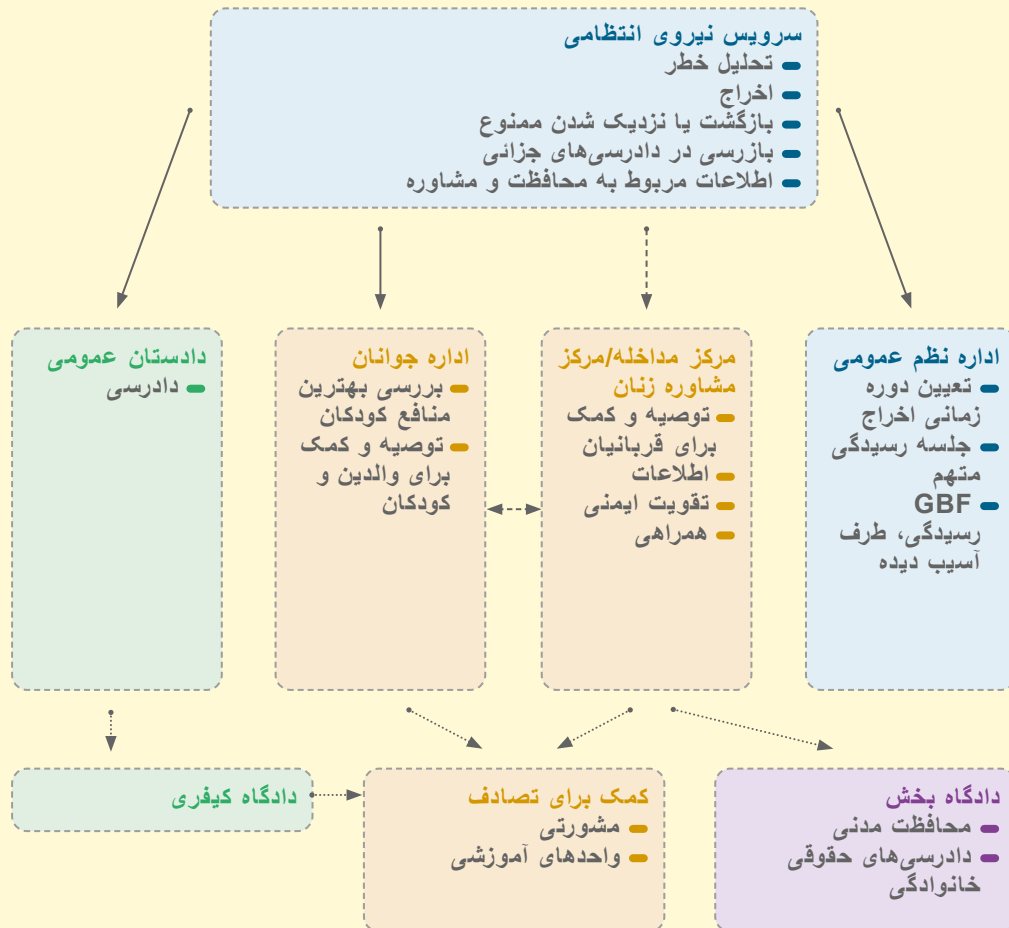 سرویس نیروی انتظامی
تحلیل خطر
اخراج
بازگشت یا نزدیک شدن ممنوع
بازرسی در دادرسی‌های جزائی
اطلاعات مربوط به محافظت و مشاوره
اداره نظم عمومی
تعیین دوره
زمانی اخراج
جلسه رسیدگی
متهم
GBF
رسیدگی، طرف
آسیب دیده
مرکز مداخله/مرکز
مشاوره زنان
توصیه و کمک
برای قربانیان
اطلاعات
تقویت ایمنی
همراهی
اداره جوانان
بررسی بهترین
منافع کودکان
توصیه و کمک
برای والدین و
کودکان
دادستان عمومی
دادرسی
دادگاه بخش
محافظت مدنی
دادرسی‌های حقوقی
خانوادگی
کمک برای تصادف
مشورتی
واحدهای آموزشی
دادگاه کیفری